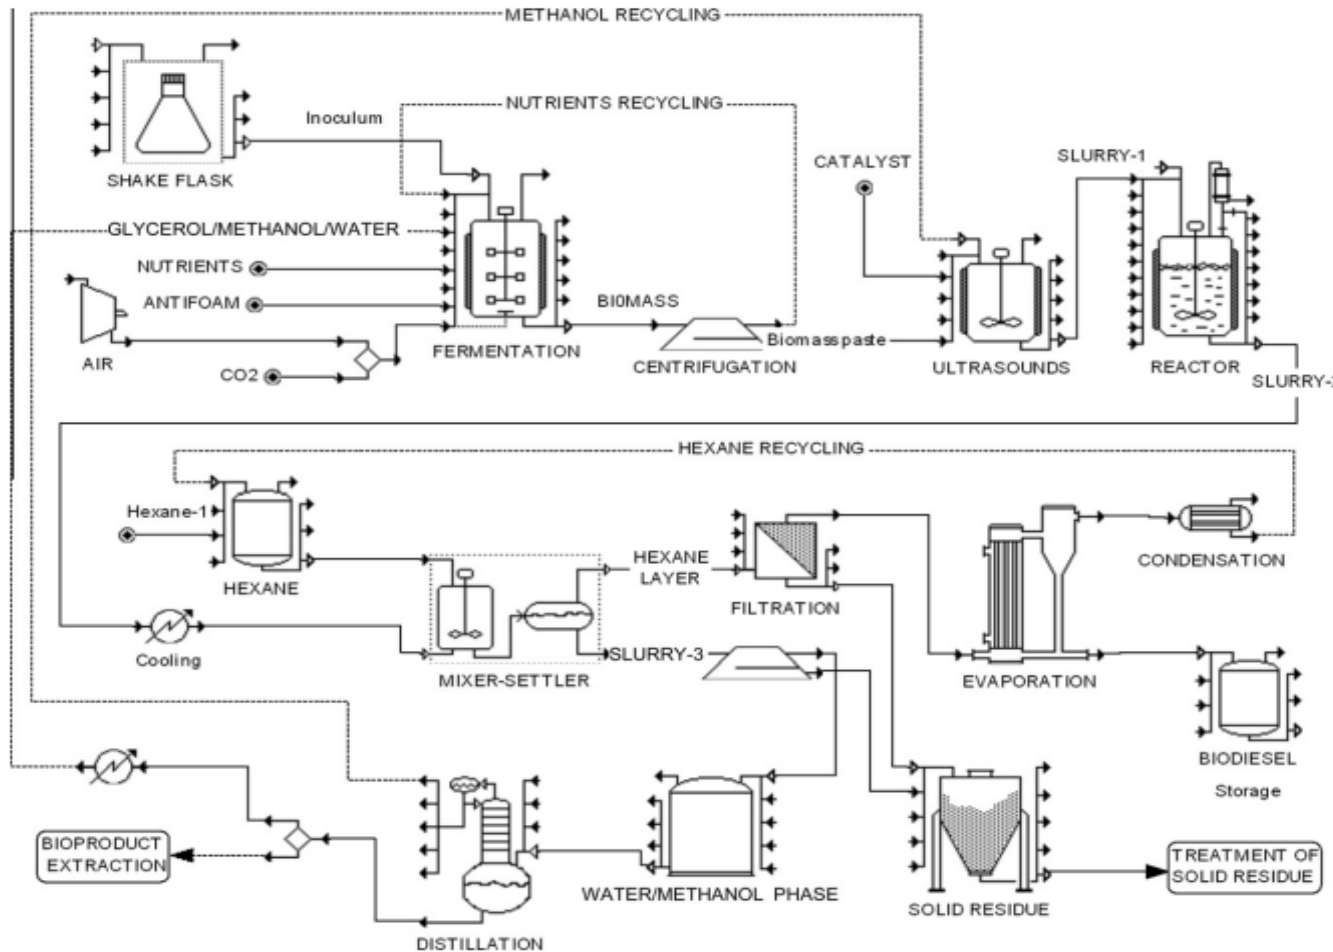 METHANOL RECYCLING
NUTRIENTS RECYCLING
Inoculum
SHAKE FLASK
CATALYST
SLURRY-1
GLYCEROL/METHANOL/WATER
NUTRIENTS
ANTIFOAM
AIR
CO2
FERMENTATION
BI0MASS
CENTRIFUGATION
Biomasspaste
ULTRASOUNDS
REACTOR
HEXANE RECYCLING
Hexane-1
HEXANE
HEXANE
LAYER
FILTRATION
CONDENSATION
Cooling
MIXER-SETTLER
SLURRY-3
EVAPORATION
BIODIESEL
Storage
BIOPRODUCT
EXTRACTION
DISTILLATION
WATER/METHANOL PHASE
SOLID RESIDUE
TREATMENT OF
SOLID RESIDUE